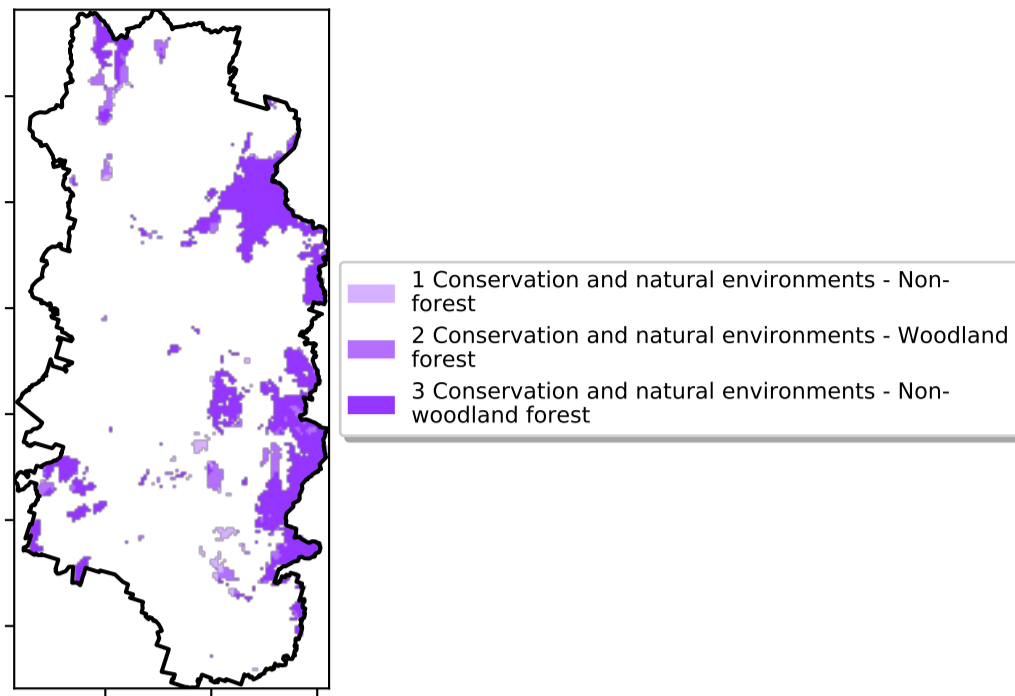 1 Conservation and natural environments - Non-
forest
2 Conservation and natural environments - Woodland
forest
3 Conservation and natural environments - Non-
woodland forest